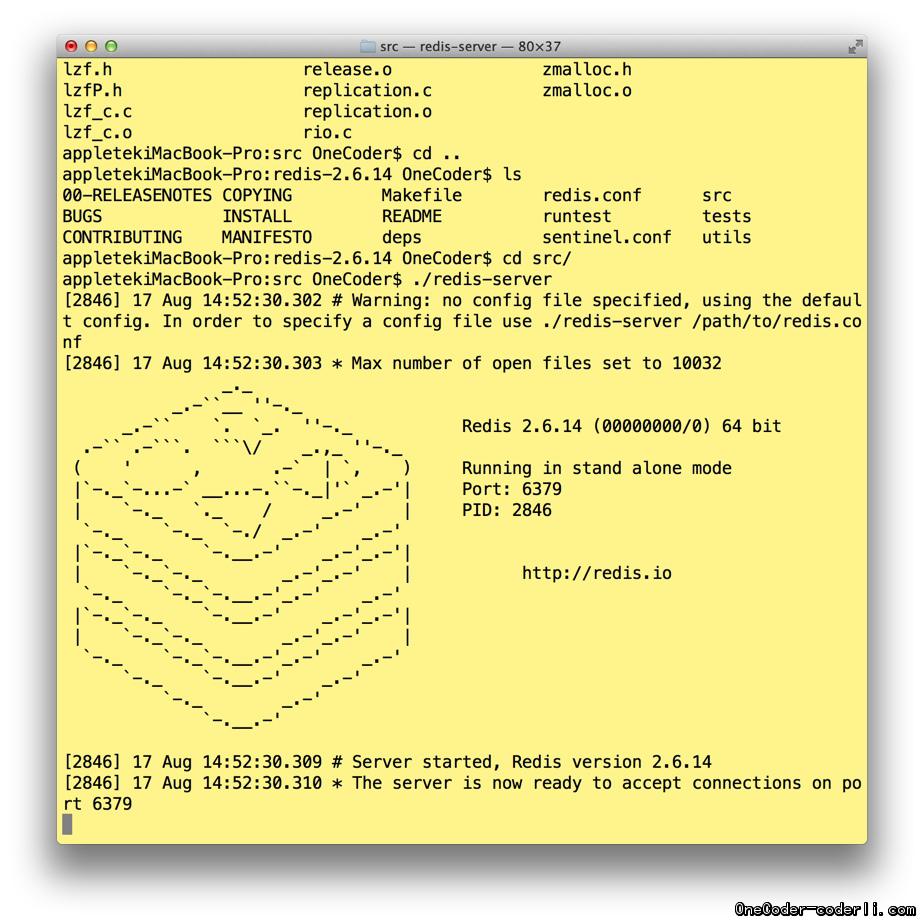 src — redis-server — 80×37
lzf.h                   release.o               zmalloc.h
lzfP.h                  replication.c           zmalloc.o
lzf_c.c                 replication.o
lzf_c.o                 rio.c
appletekiMacBook-Pro:src OneCoder$ cd ..
appletekiMacBook-Pro:redis-2.6.14 OneCoder$ ls
00-RELEASENOTES COPYING         Makefile        redis.conf      src
BUGS            INSTALL         README          runtest         tests
CONTRIBUTING    MANIFESTO       deps            sentinel.conf   utils
appletekiMacBook-Pro:redis-2.6.14 OneCoder$ cd src/
appletekiMacBook-Pro:src OneCoder$ ./redis-server
[2846] 17 Aug 14:52:30.302 # Warning: no config file specified, using the defaul
t config. In order to specify a config file use ./redis-server /path/to/redis.co
nf
[2846] 17 Aug 14:52:30.303 * Max number of open files set to 10032
Redis 2.6.14 (00000000/0) 64 bit
Running in stand alone mode
Port: 6379
PID: 2846
http://redis.io
[2846] 17 Aug 14:52:30.309 # Server started, Redis version 2.6.14
[2846] 17 Aug 14:52:30.310 * The server is now ready to accept connections on po
rt 6379
OneCoder-coderli.com